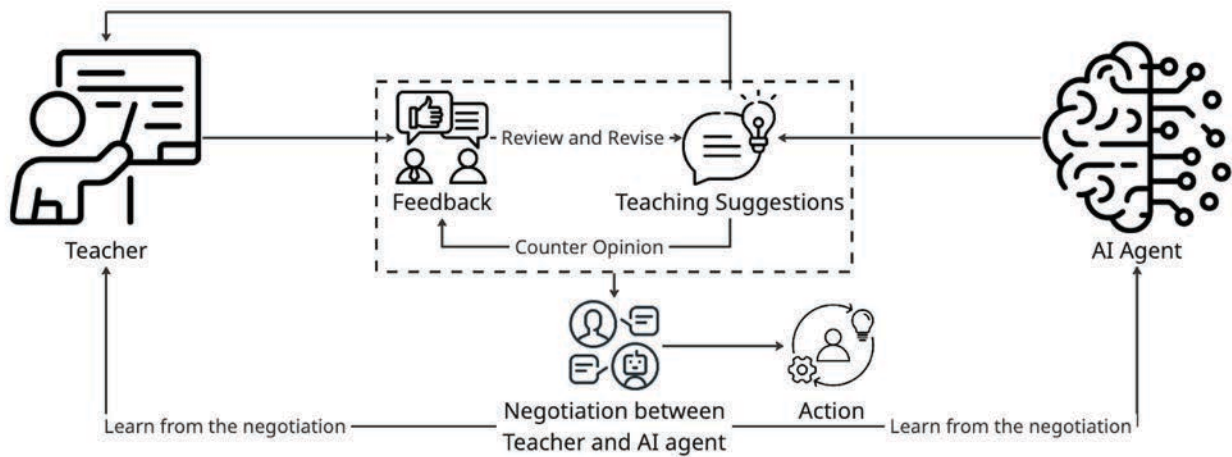 Review and Revise
Feedback
Teaching Suggestions
Teacher
Counter Opinion
AI Agent
Negotiation between
Teacher and AI agent
Action
Learn from the negotiation
Learn from the negotiation